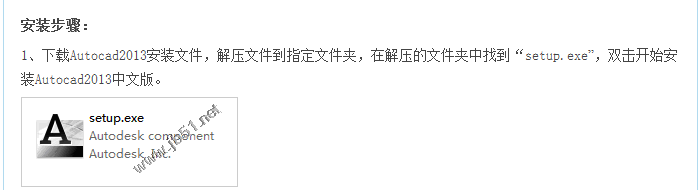 安装步骤：
1、下载Autocad2013安装文件，解压文件到指定文件夹，在解压的文件夹中找到“setup.exe”，双击开始安
装Autocad2013中文版。
setup.exe
Autodesk component
Autodesk, Inc.
www.jb51.net